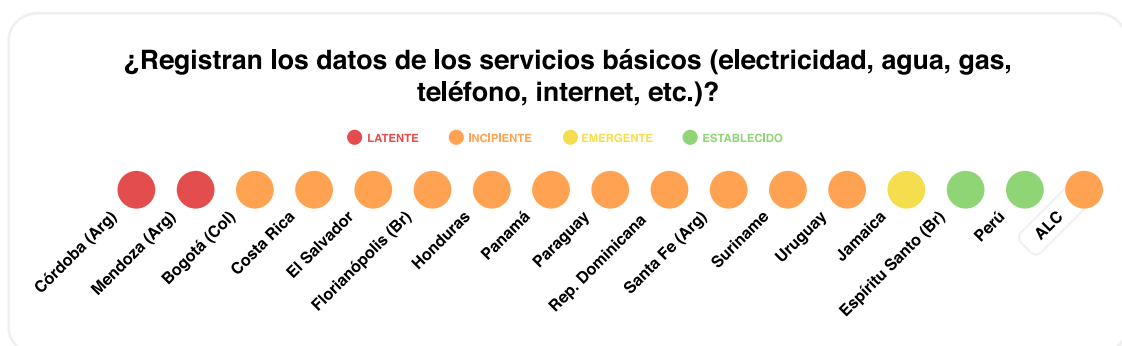 ¿Registran los datos de los servicios básicos (electricidad, agua, gas,
teléfono, internet, etc.)?
LATENTE
INCIPIENTE
EMERGENTE
ESTABLECIDO
Córdoba (Arg)
Mendoza (Arg)
Bogotá (Col)
Costa Rica
El Salvador
Florianópolis (Br)
Honduras
Panamá
Paraguay
Rep. Dominicana
Santa Fe (Arg)
Suriname
Uruguay
Jamaica
Espíritu Santo (Br)
Perú
ALC